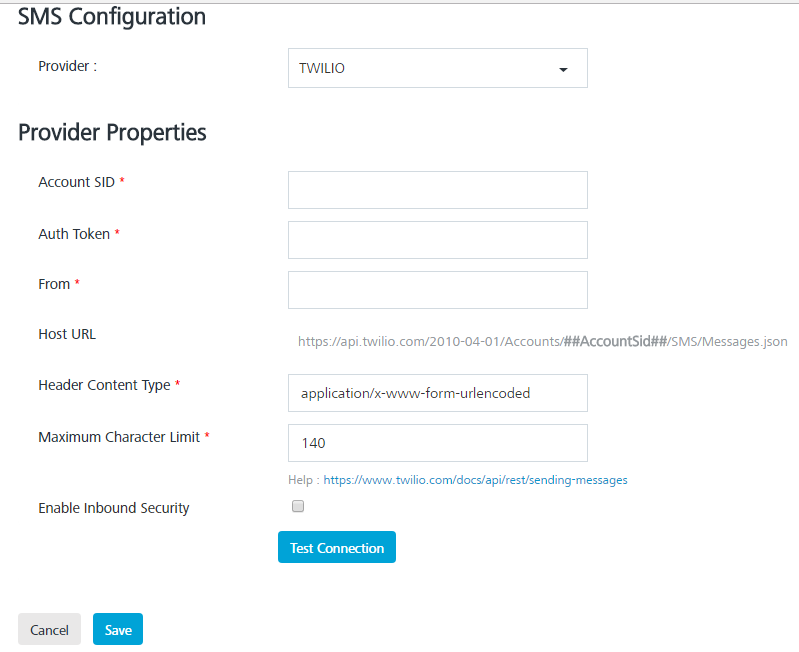 SMS Configuration
Provider : TWILIO
Provider Properties
Account SID *
Auth Token *
From *
Host URL https://api.twilio.com/2010-04-01/Accounts/##AccountSid##/SMS/Messages.json
Header Content Type * application/x-www-form-urlencoded
Maximum Character Limit * 140
Help : https://www.twilio.com/docs/api/rest/sending-messages
Enable Inbound Security
Test Connection
Cancel Save